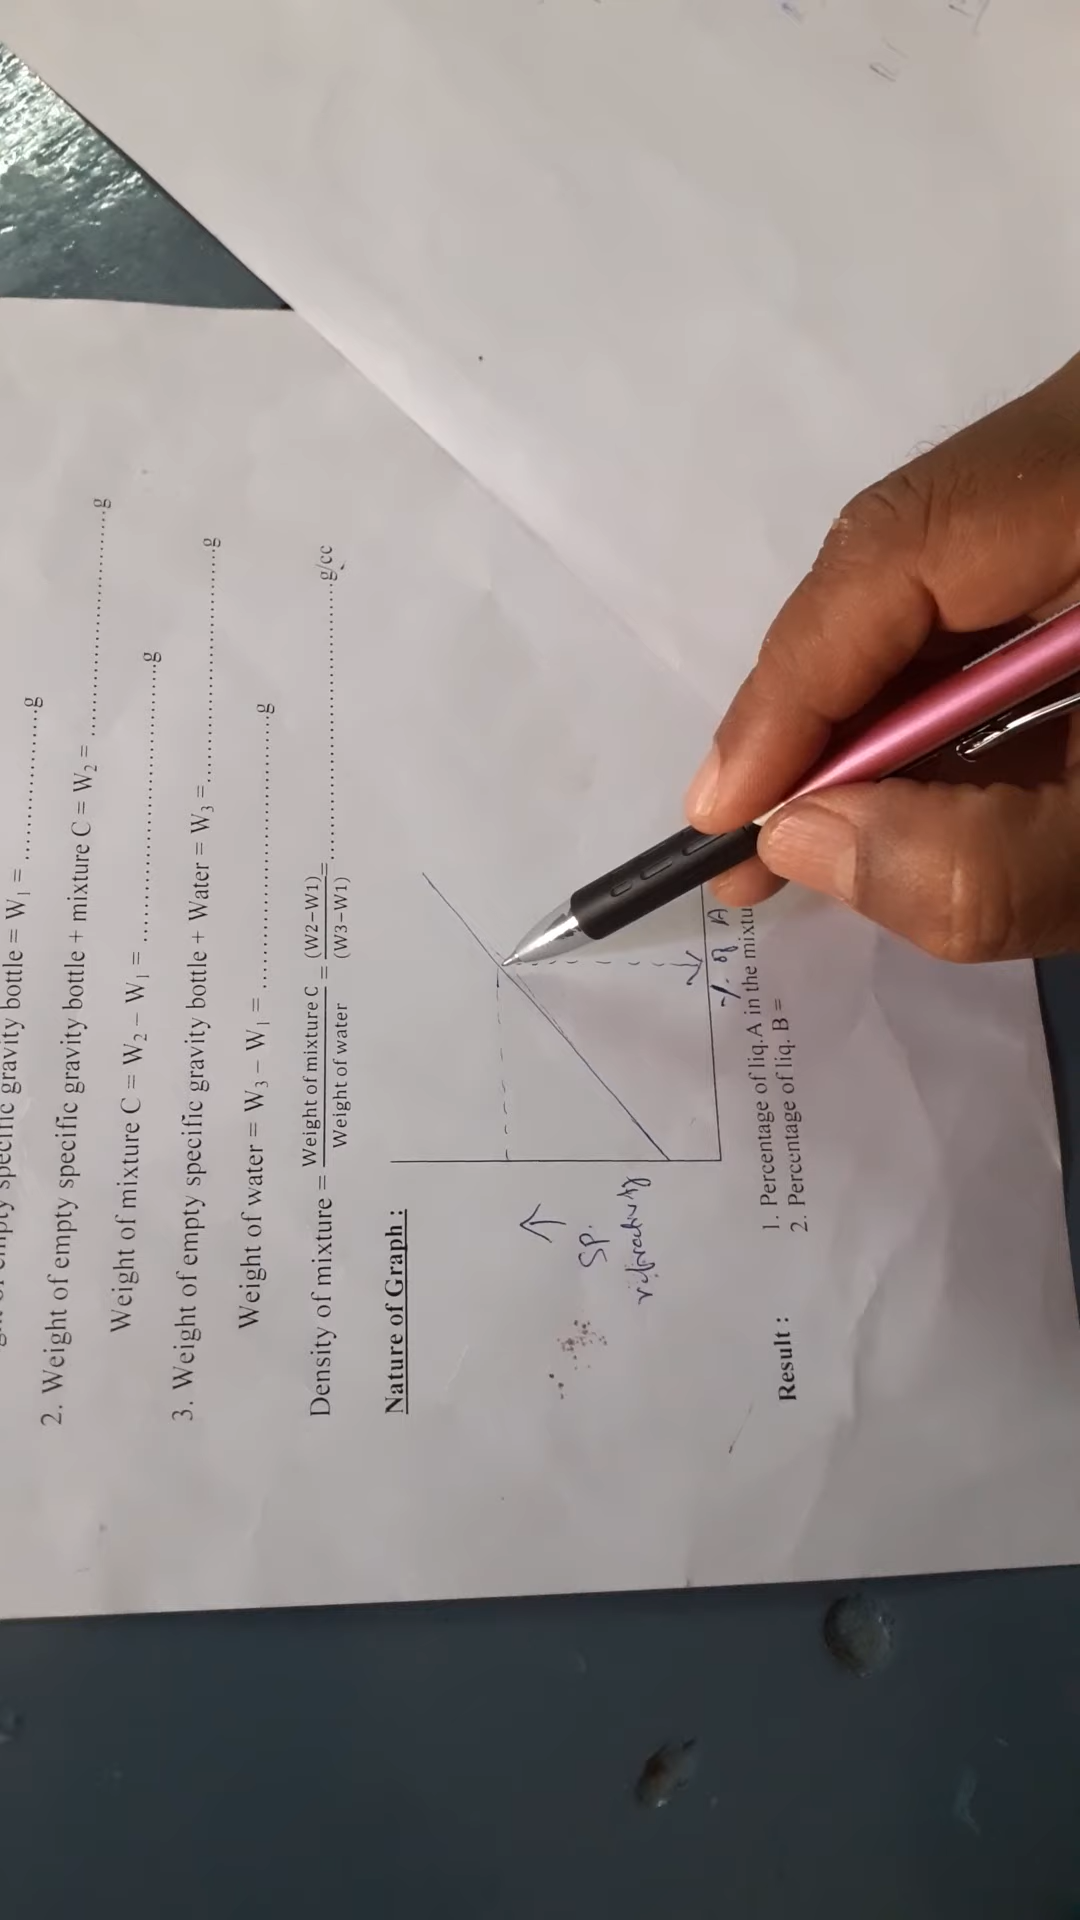 empty specific gravity bottle = W1 = ................g
2. Weight of empty specific gravity bottle + mixture C = W2 = ........................g
Weight of mixture C = W2 − W1 = ................................g
3. Weight of empty specific gravity bottle + Water = W3 =..........................g
Weight of water = W3 − W1 = ..............................g
Density of mixture = Weight of mixture C / Weight of water = (W2−W1) / (W3−W1) = ..............................g/cc
Nature of Graph :
↑
SP.
refractivity
% of A
Result :
1. Percentage of liq.A in the
2. Percentage of liq. B =